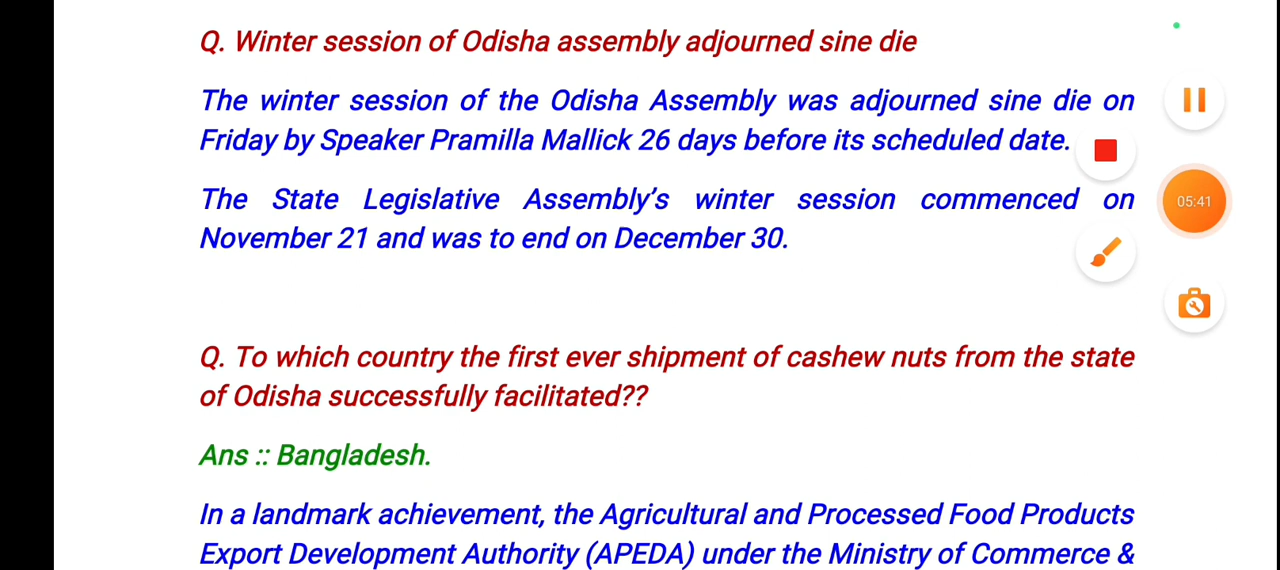 Q. Winter session of Odisha assembly adjourned sine die
The winter session of the Odisha Assembly was adjourned sine die on
Friday by Speaker Pramilla Mallick 26 days before its scheduled date.
The State Legislative Assembly's winter session commenced on
November 21 and was to end on December 30.
05:41
Q. To which country the first ever shipment of cashew nuts from the state
of Odisha successfully facilitated??
Ans :: Bangladesh.
In a landmark achievement, the Agricultural and Processed Food Products
Export Development Authority (APEDA) under the Ministry of Commerce &